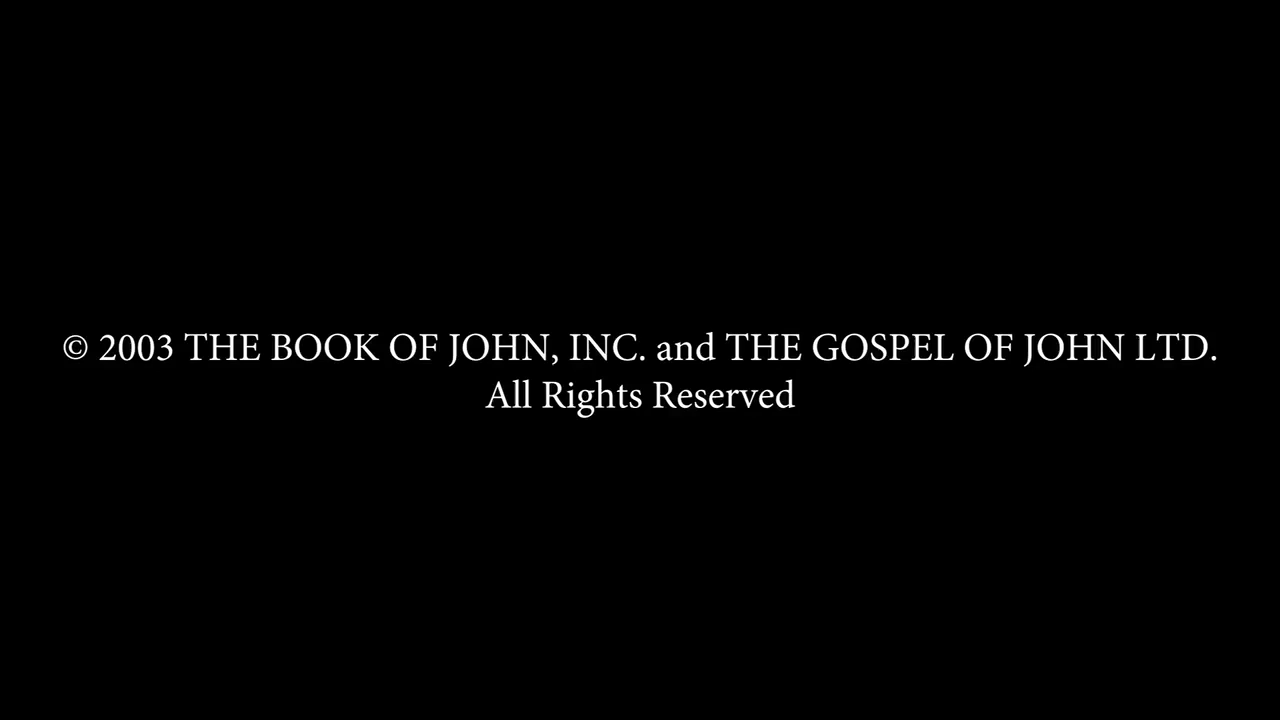 © 2003 THE BOOK OF JOHN, INC. and THE GOSPEL OF JOHN LTD.
All Rights Reserved